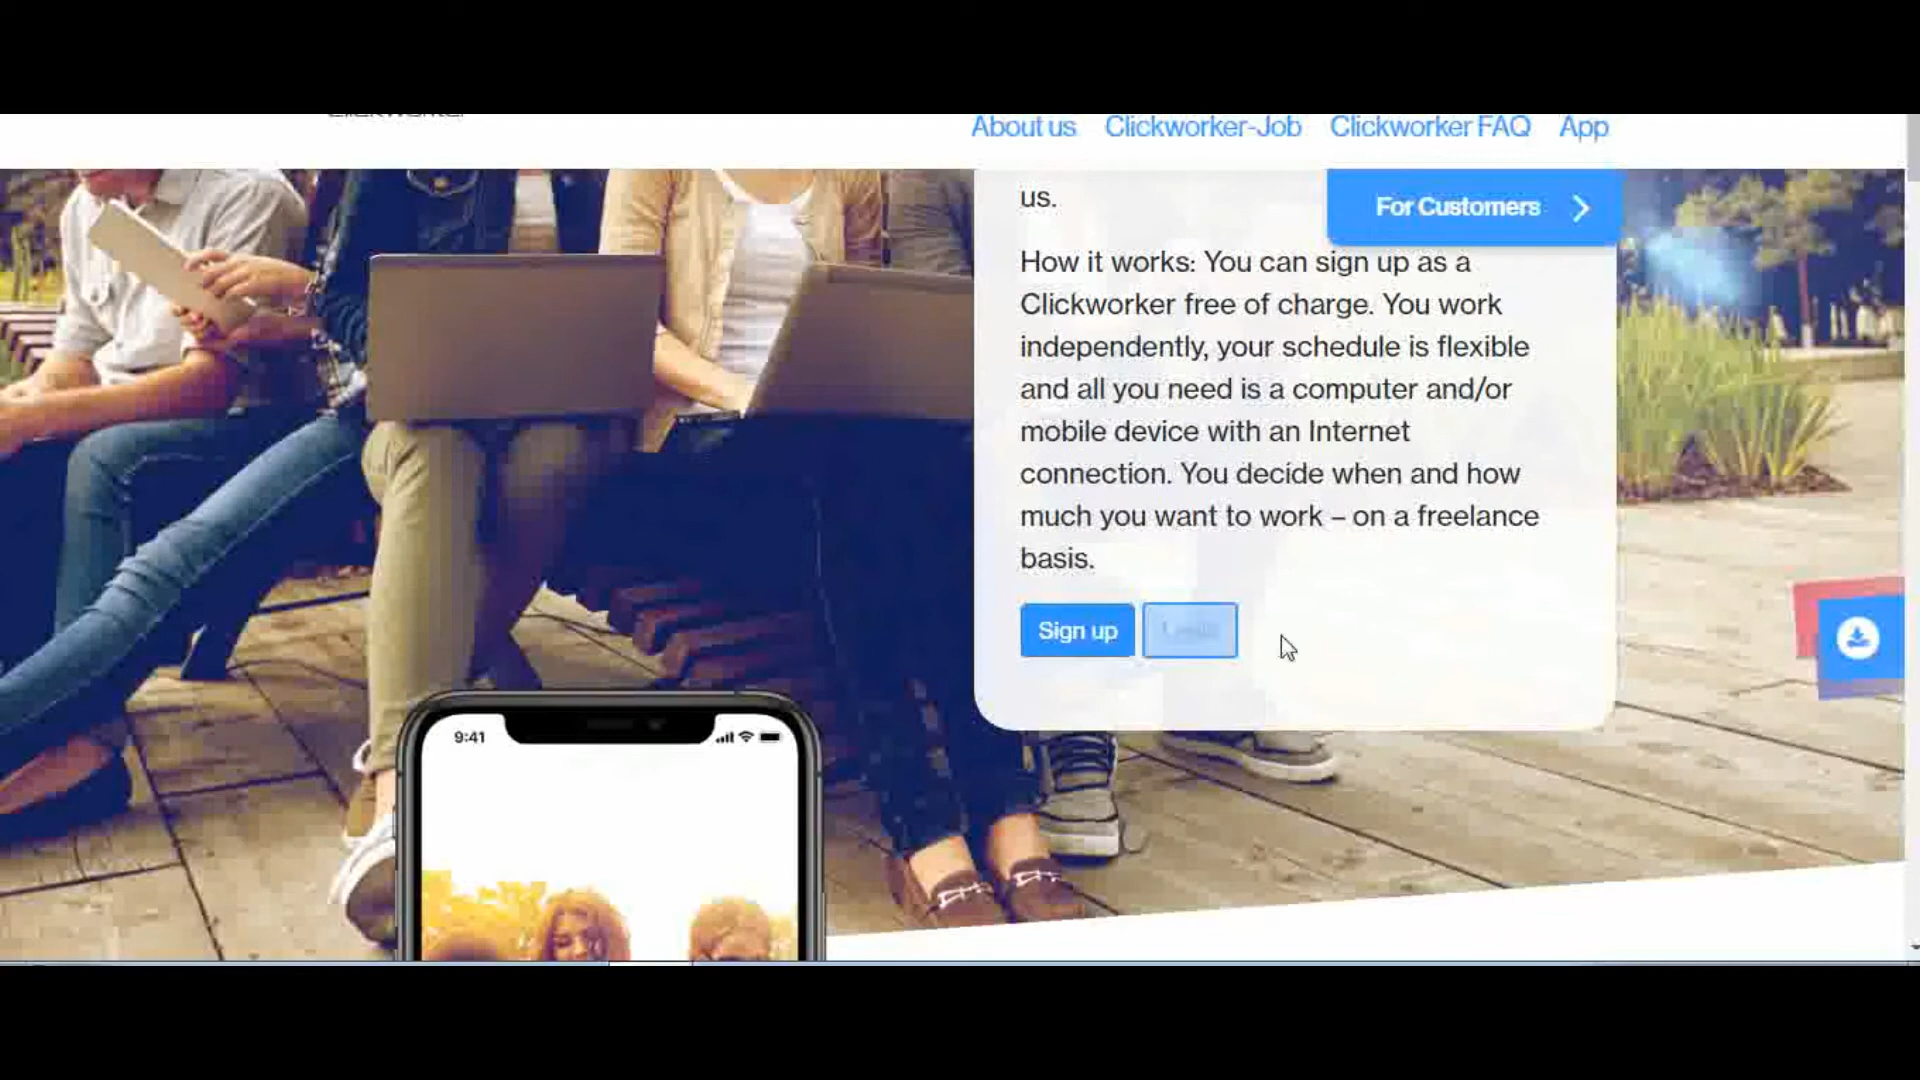 About us Clickworker-Job Clickworker FAQ App
For Customers
us.
How it works: You can sign up as a
Clickworker free of charge. You work
independently, your schedule is flexible
and all you need is a computer and/or
mobile device with an Internet
connection. You decide when and how
much you want to work – on a freelance
basis.
Sign up
9:41